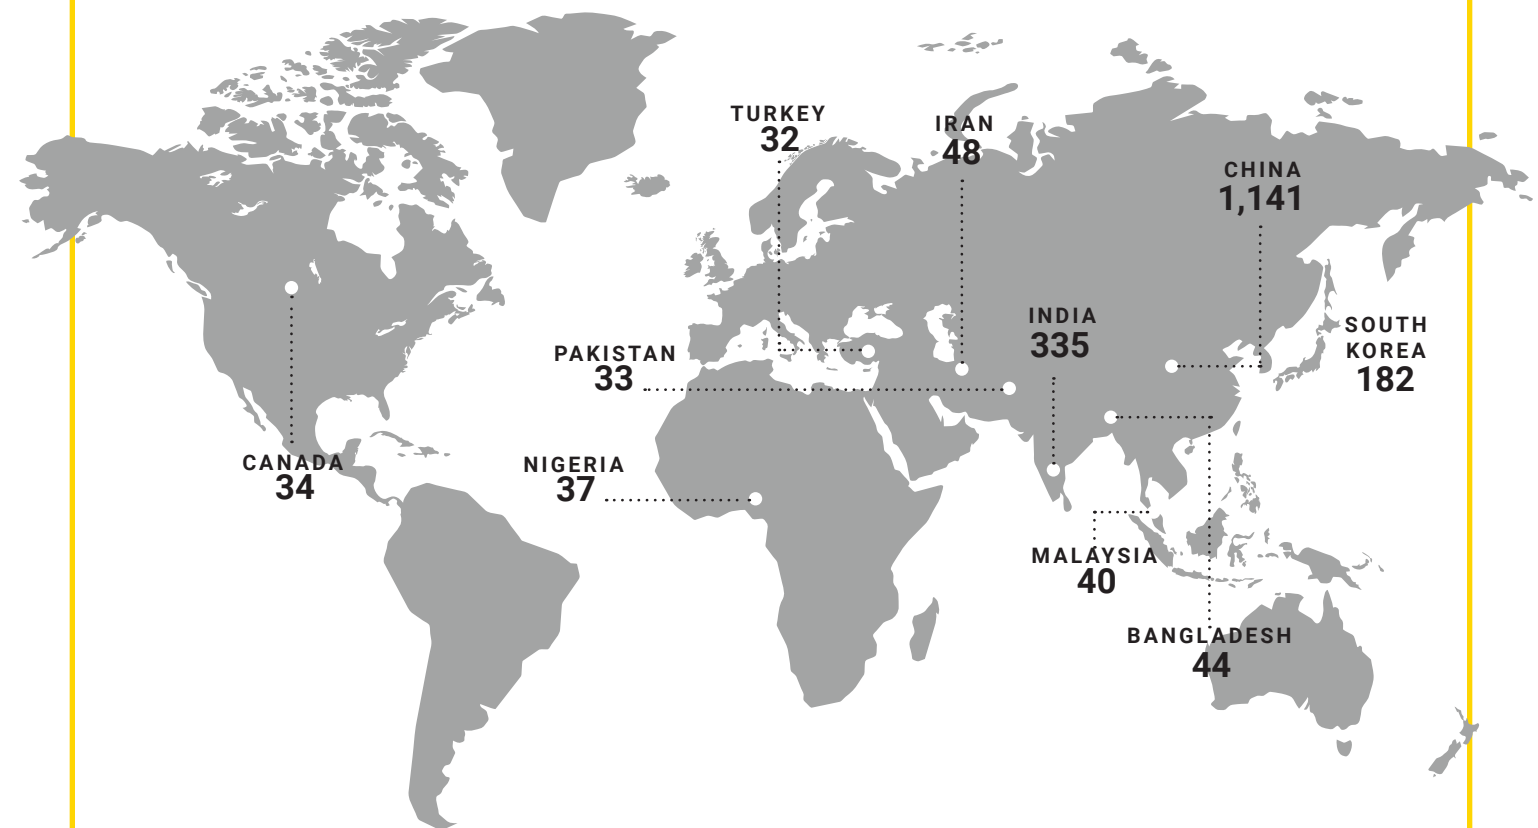 TURKEY
32
IRAN
48
CHINA
1,141
INDIA
335
SOUTH
KOREA
182
PAKISTAN
33
CANADA
34
NIGERIA
37
MALAYSIA
40
BANGLADESH
44